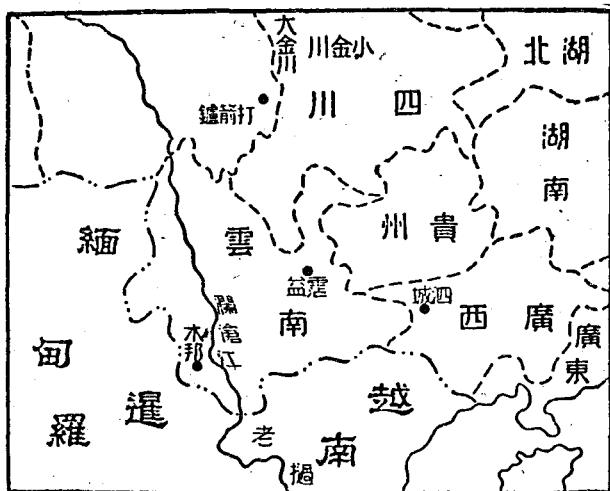 湖北
小金川
大金川
四川
打箭鑪
湖南
貴州
雲南
霑益
泗城
廣西
廣東
緬甸
瀾滄江
木邦
暹羅
越南
老撾